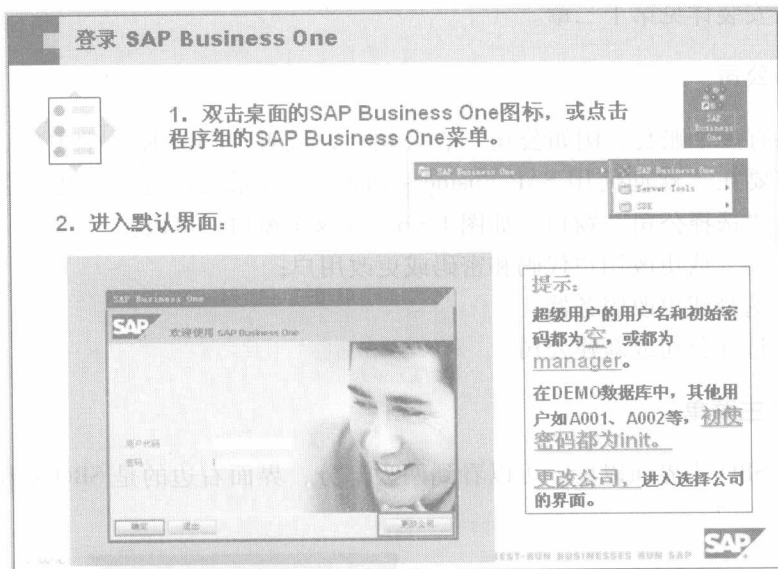 登录 SAP Business One
1. 双击桌面的SAP Business One图标，或点击
程序组的SAP Business One菜单。
SAP
Business
One
SAP Business One
SAP Business One
Server Tools
SDK
2. 进入默认界面：
SAP Business One
SAP
欢迎使用 SAP Business One
用户代码
密码
确定
退出
更改公司
提示：
超级用户的用户名和初始密
码都为空，或都为
manager。
在DEMO数据库中，其他用
户如A001、A002等，初使
密码都为init。
更改公司，进入选择公司
的界面。
BEST-RUN BUSINESSES RUN SAP
SAP